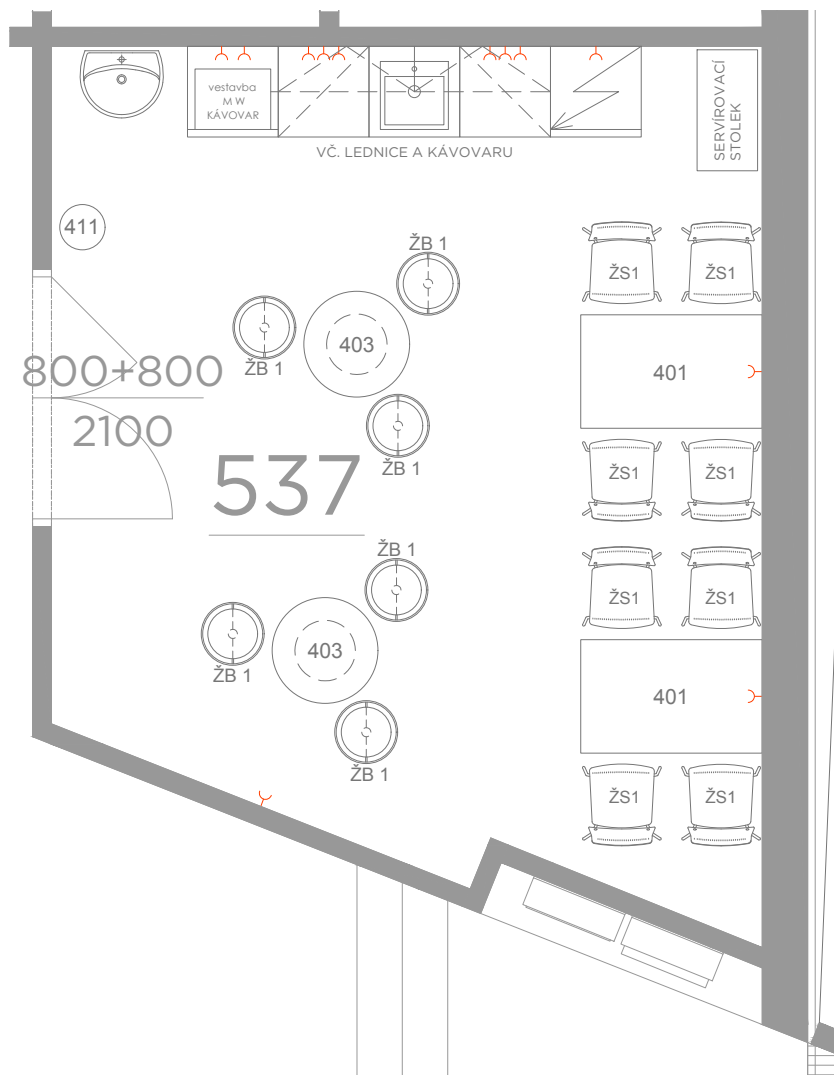 vestavba
M W
KÁVOVAR
VČ. LEDNICE A KÁVOVARU
SERVÍROVACÍ
STOLEK
411
ŽB 1
ŽS1
ŽS1
ŽB 1
403
401
800+800
2100
ŽB 1
537
ŽS1
ŽS1
ŽB 1
ŽS1
ŽS1
ŽB 1
403
401
ŽB 1
ŽS1
ŽS1